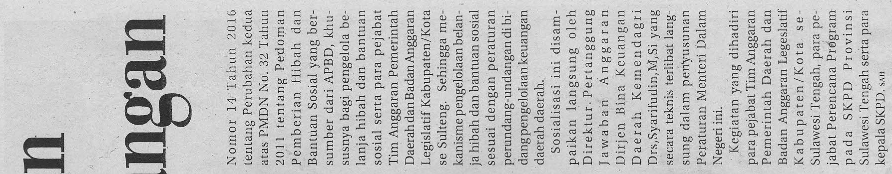 n
ngan
Nomor 14 Tahun 2016
tentang Perubahan kedua
atas PMDN No. 32 Tahun
2011 tentang Pedoman
Pemberian Hibah dan
Bantuan Sosial yang ber-
sumber dari APBD, khu-
susnya bagi pengelola be-
lanja hibah dan bantuan
sosial serta para pejabat
Tim Anggaran Pemerintah
Daerah dan Badan Anggaran
Legislatif Kabupaten/Kota
se Sulteng. Sehingga me-
kanisme pengelolaan belan-
ja hibah dan bantuan sosial
sesuai dengan peraturan
perundang-undangan di bi-
dang pengelolaan keuangan
daerah daerah.
Sosialisasi ini disam-
paikan langsung oleh
Direktur Pertanggung
Jawaban Anggaran
Dirjen Bina Keuangan
Daerah Kemendagri
Drs,Syarifudin,M,Si yang
secara teknis terlibat lang
sung dalam penyusunan
Peraturan Menteri Dalam
Negeri ini.
Kegiatan yang dihadiri
para pejabat Tim Anggaran
Pemerintah Daerah dan
Badan Anggaran Legeslatif
Kabupaten/Kota se-
Sulawesi Tengah, para pe-
jabat Perencana Program
pada SKPD Provinsi
Sulawesi Tengah serta para
kepala SKPD.